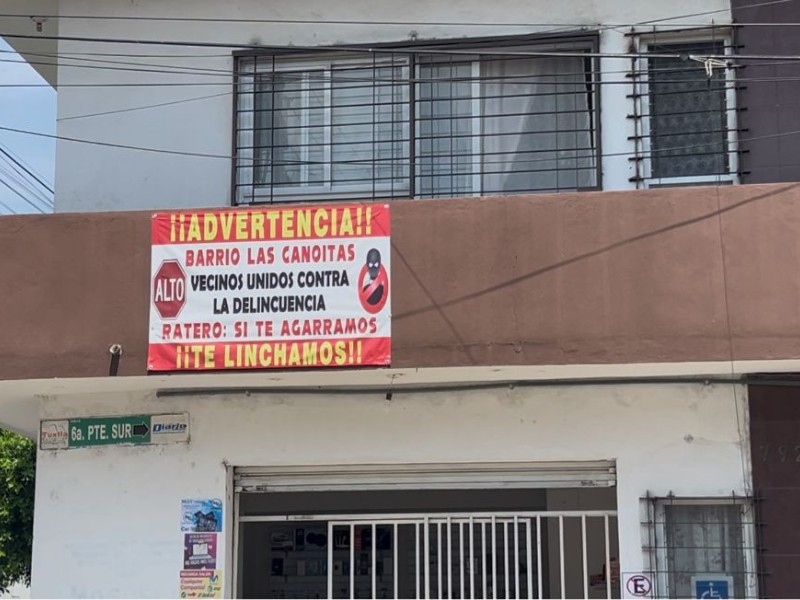 ¡¡ADVERTENCIA!!
BARRIO LAS CANOITAS
ALTO
VECINOS UNIDOS CONTRA
LA DELINCUENCIA
RATERO: SI TE AGARRAMOS
¡¡TE LINCHAMOS!!
Tuxtla
6a. PTE. SUR
Diario
E